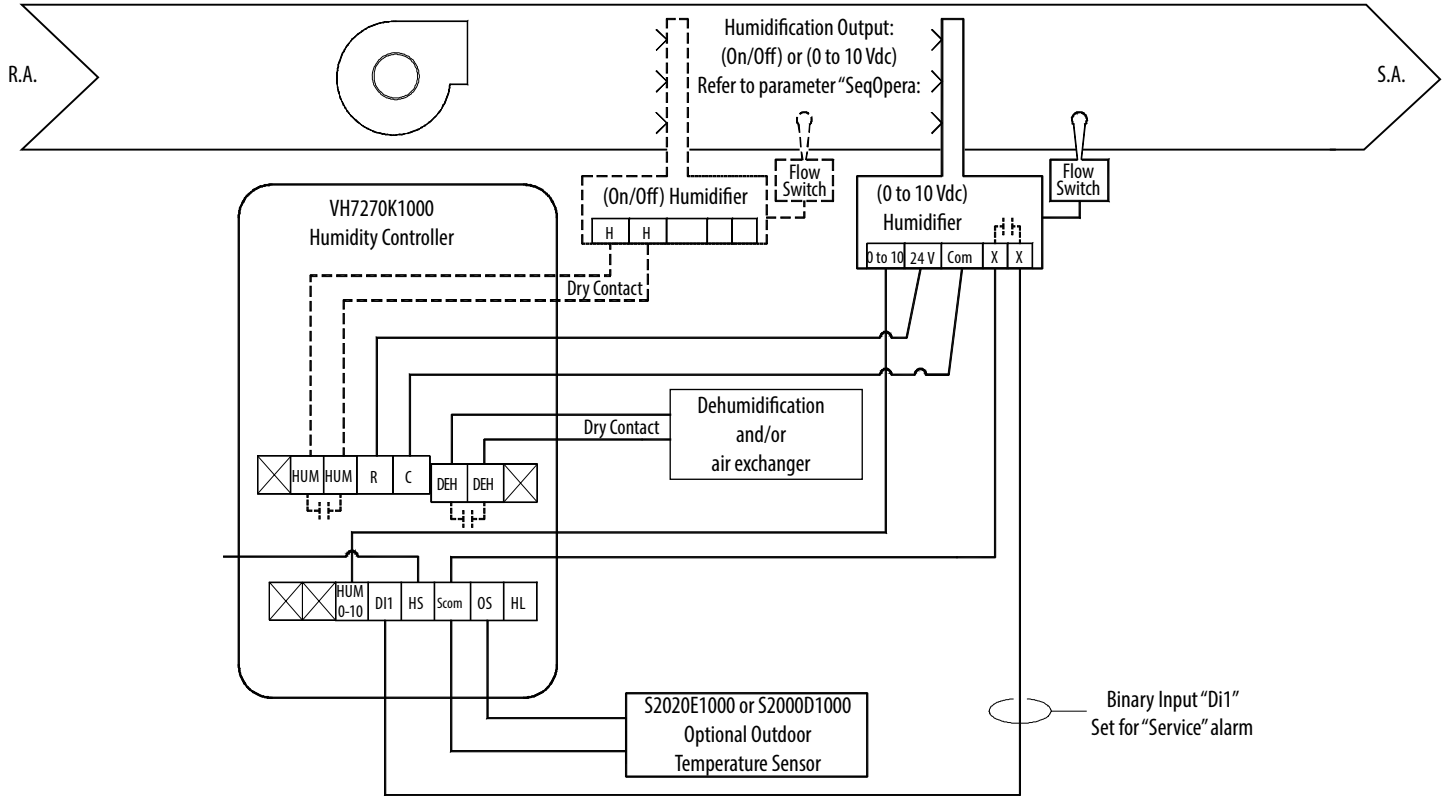 R.A.
Humidification Output:
(On/Off) or (0 to 10 Vdc)
Refer to parameter “SeqOpera:
S.A.
Flow
Switch
Flow
Switch
(On/Off) Humidifier
H H
(0 to 10 Vdc)
Humidifier
0 to 10 24 V Com X X
VH7270K1000
Humidity Controller
Dry Contact
Dehumidification
and/or
air exchanger
Dry Contact
HUM HUM R C DEH DEH
HUM
0-10 DI1 HS Scom OS HL
S2020E1000 or S2000D1000
Optional Outdoor
Temperature Sensor
Binary Input “Di1”
Set for “Service” alarm